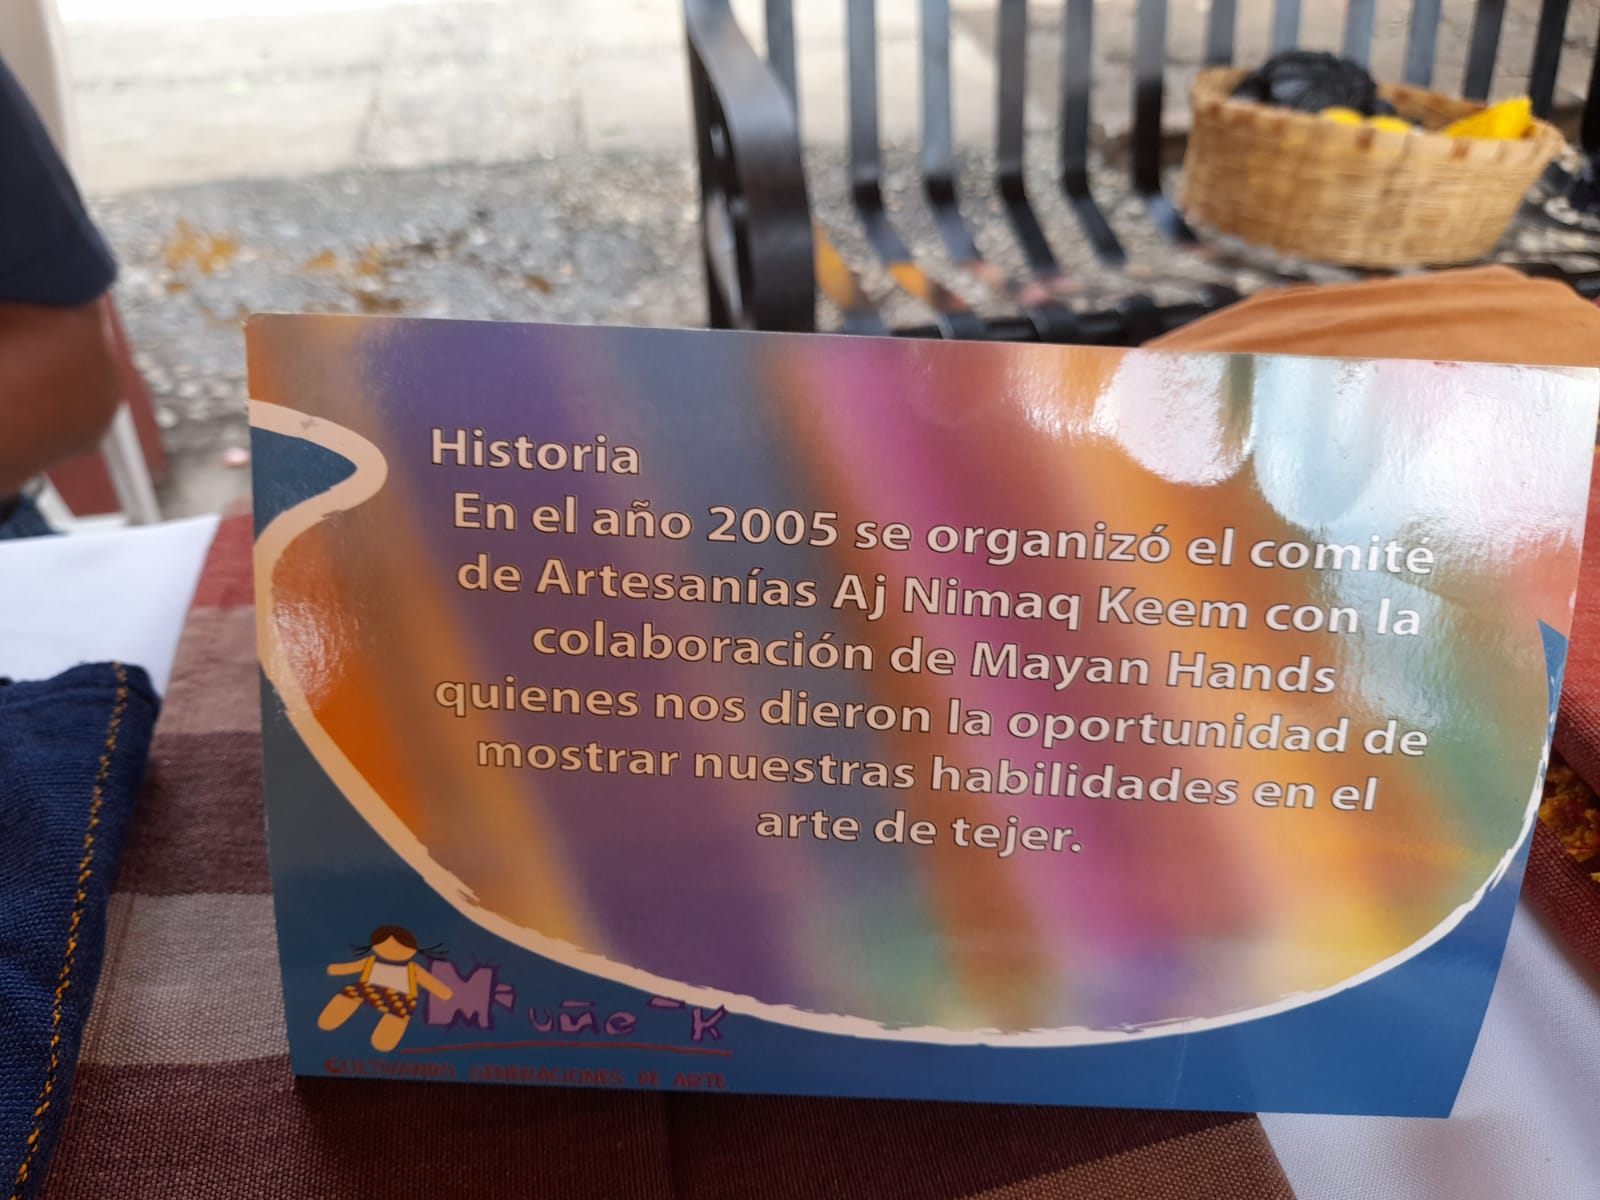 Historia
En el año 2005 se organizó el comité
de Artesanías Aj Nimaq Keem con la
colaboración de Mayan Hands
quienes nos dieron la oportunidad de
mostrar nuestras habilidades en el
arte de tejer.
Muñe-K
CULTIVANDO GENERACIONES DE ARTE